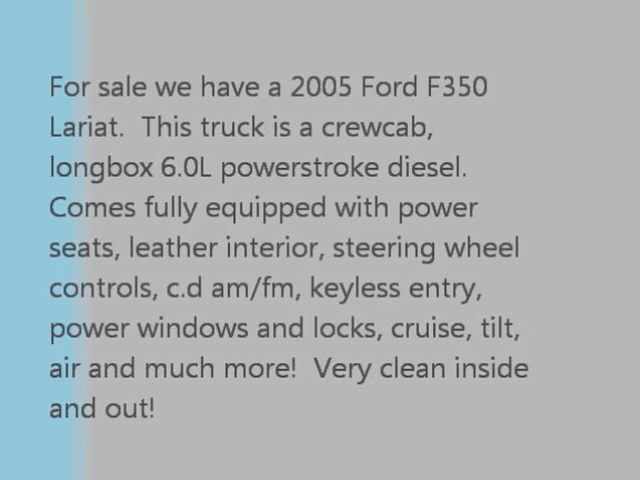 For sale we have a 2005 Ford F350
Lariat.  This truck is a crewcab,
longbox 6.0L powerstroke diesel.
Comes fully equipped with power
seats, leather interior, steering wheel
controls, c.d am/fm, keyless entry,
power windows and locks, cruise, tilt,
air and much more!  Very clean inside
and out!